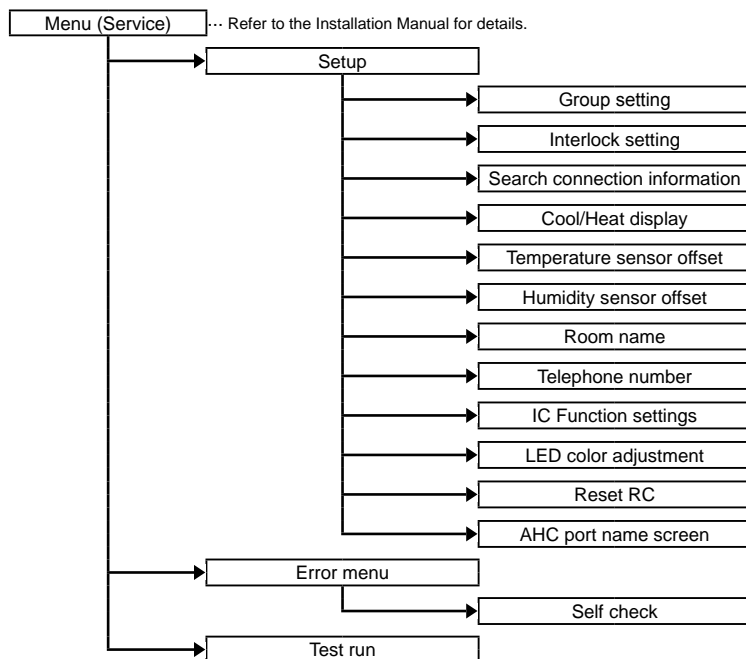 Menu (Service) ··· Refer to the Installation Manual for details.
Setup
Group setting
Interlock setting
Search connection information
Cool/Heat display
Temperature sensor offset
Humidity sensor offset
Room name
Telephone number
IC Function settings
LED color adjustment
Reset RC
AHC port name screen
Error menu
Self check
Test run